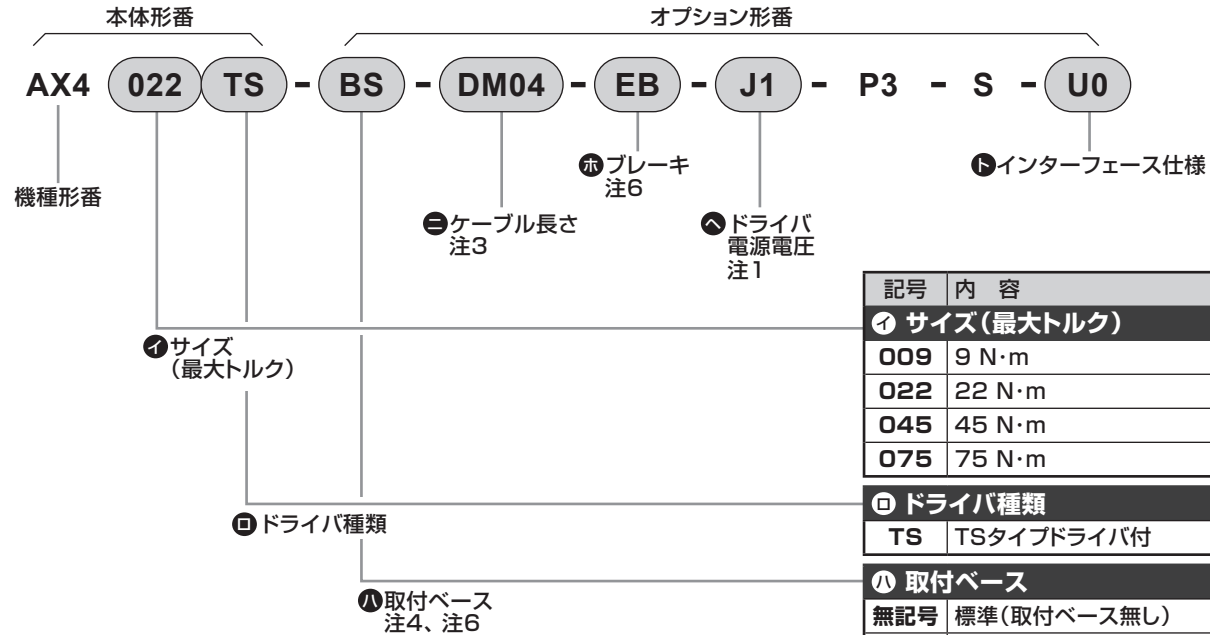 本体形番
オプション形番
AX4 022 TS - BS - DM04 - EB - J1 - P3 - S - U0
機種形番
㋭ブレーキ
注6
㋣インターフェース仕様
㋥ケーブル長さ
注3
㋬ドライバ
電源電圧
注1
㋑サイズ
(最大トルク)
㋺ドライバ種類
㋩取付ベース
注4、注6
記号 内 容
㋑ サイズ(最大トルク)
009 9 N・m
022 22 N・m
045 45 N・m
075 75 N・m
㋺ ドライバ種類
TS TSタイプドライバ付
㋩ 取付ベース
無記号 標準(取付ベース無し)